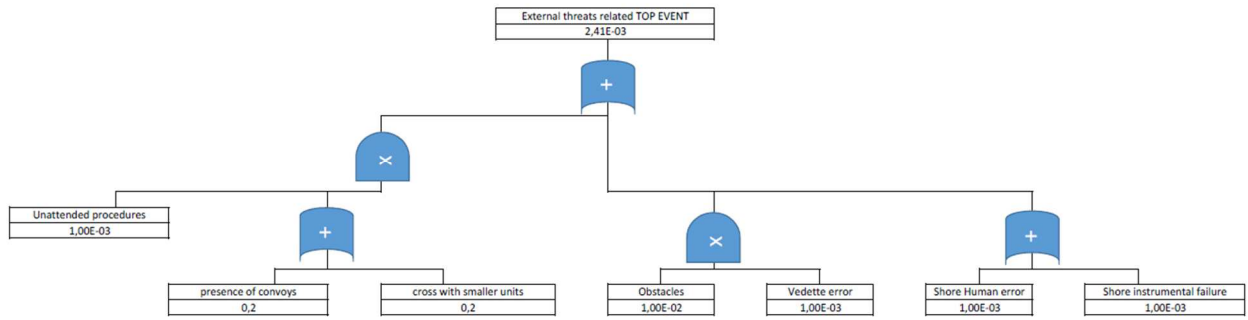 External threats related TOP EVENT
2,41E-03
+
x
Unattended procedures
1,00E-03
+
x
+
presence of convoys
0,2
cross with smaller units
0,2
Obstacles
1,00E-02
Vedette error
1,00E-03
Shore Human error
1,00E-03
Shore instrumental failure
1,00E-03